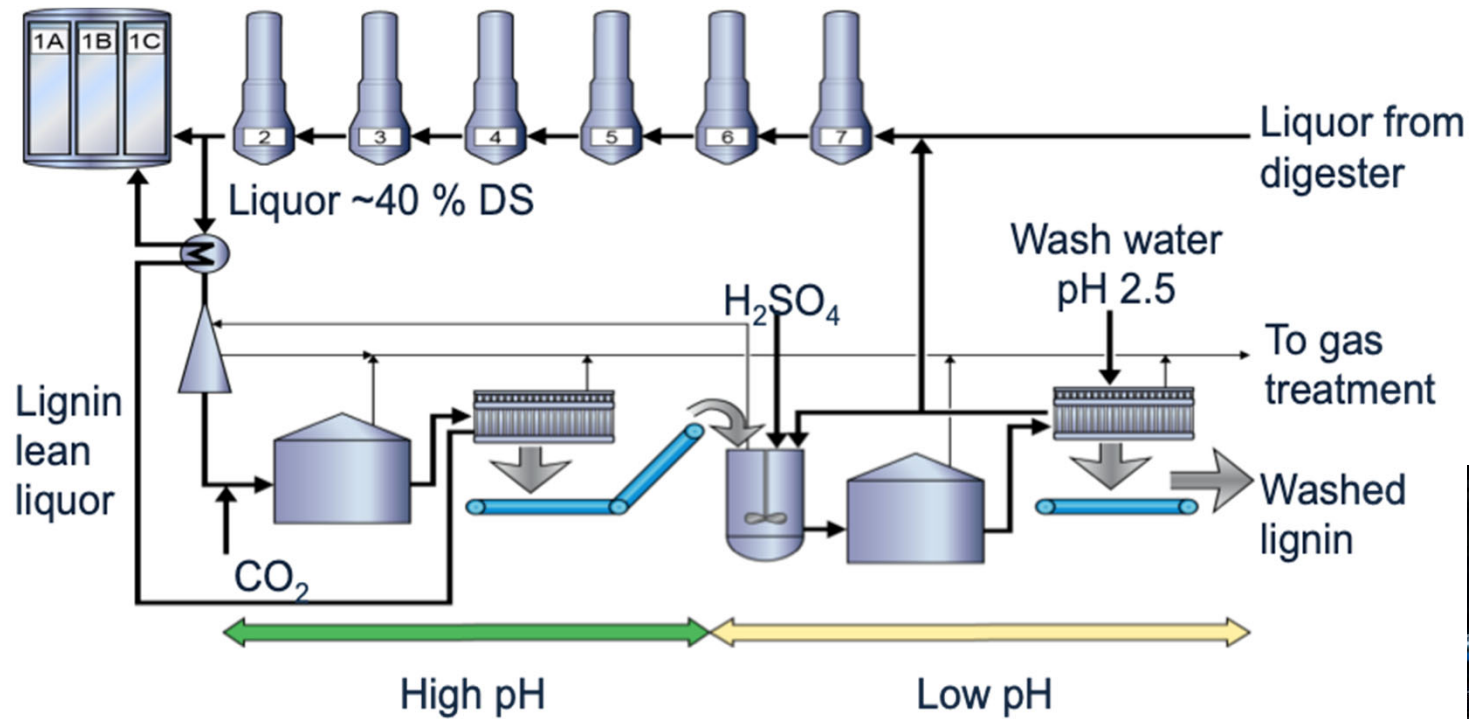 1A 1B 1C
2 3 4 5 6 7
Liquor from
digester
Liquor ~40 % DS
Wash water
pH 2.5
H₂SO₄
To gas
treatment
Lignin
lean
liquor
Washed
lignin
CO₂
High pH
Low pH